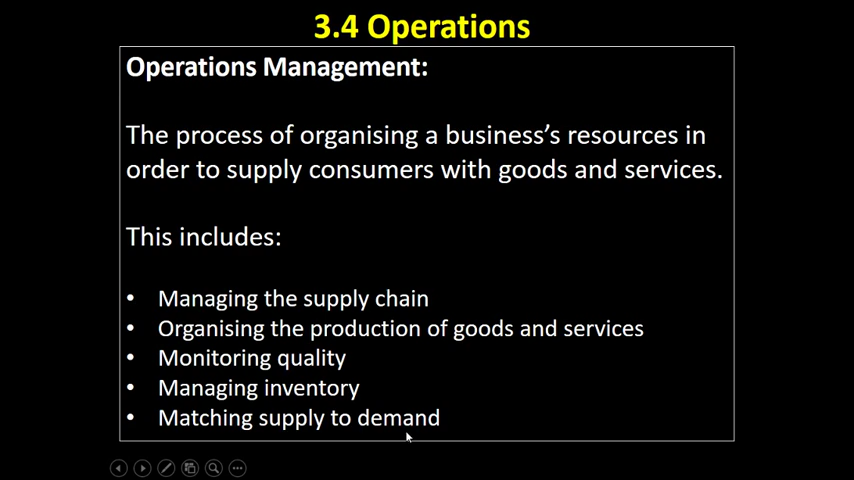 3.4 Operations
Operations Management:
The process of organising a business's resources in
order to supply consumers with goods and services.
This includes:
• Managing the supply chain
• Organising the production of goods and services
• Monitoring quality
• Managing inventory
• Matching supply to demand